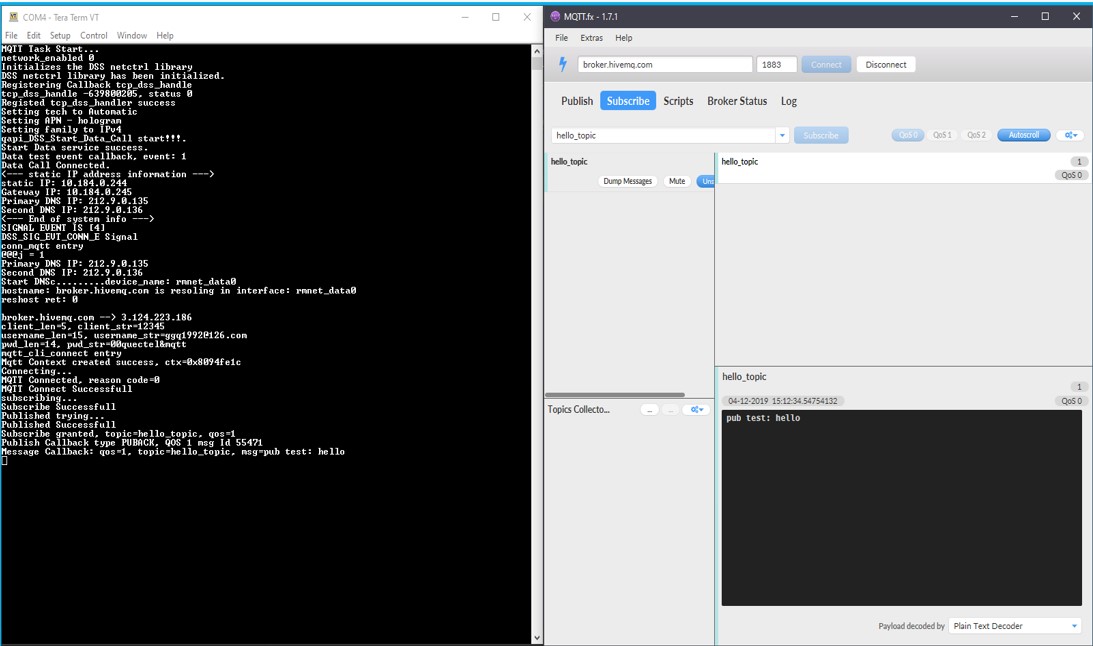 COM4 - Tera Term VT
File Edit Setup Control Window Help
MQTT Task Start...
network_enabled 0
Initializes the DSS netctrl library
DSS netctrl library has been initialized.
Registering Callback tcp_dss_handle
tcp_dss_handle -639800205, status 0
Registed tcp_dss_handler success
Setting tech to Automatic
Setting APN - hologram
Setting family to IPv4
qapi_DSS_Start_Data_Call start!!!.
Start Data service success.
Data test event callback, event: 1
Data Call Connected.
<--- static IP address information --->
static IP: 10.184.0.244
Gateway IP: 10.184.0.245
Primary DNS IP: 212.9.0.135
Second DNS IP: 212.9.0.136
<--- End of system info --->
SIGNAL EVENT IS [4]
DSS_SIG_EVT_CONN_E Signal
conn_mqtt entry
@@@j = 1
Primary DNS IP: 212.9.0.135
Second DNS IP: 212.9.0.136
Start DNSc.........device_name: rmnet_data0
hostname: broker.hivemq.com is resoling in interface: rmnet_data0
reshost ret: 0
broker.hivemq.com --> 3.124.223.186
client_len=5, client_str=12345
username_len=15, username_str=ggq1992@126.com
pwd_len=14, pwd_str=00quectel&mqtt
mqtt_cli_connect entry
Mqtt Context created success, ctx=0x8094fe1c
Connecting...
MQTT Connected, reason code=0
MQTT Connect Successfull
subscribing...
Subscribe Successfull
Published trying...
Published Successfull
Subscribe granted, topic=hello_topic, qos=1
Publish Callback type PUBACK, QOS 1 msg Id 55471
Message Callback: qos=1, topic=hello_topic, msg=pub test: hello
MQTT.fx - 1.7.1
File Extras Help
broker.hivemq.com 1883 Connect Disconnect
Publish Subscribe Scripts Broker Status Log
hello_topic Subscribe QoS 0 QoS 1 QoS 2 Autoscroll
hello_topic
Dump Messages Mute Uns
hello_topic 1
QoS 0
Topics Collecto...
hello_topic
1
04-12-2019 15:12:34.54754132 QoS 0
pub test: hello
Payload decoded by Plain Text Decoder